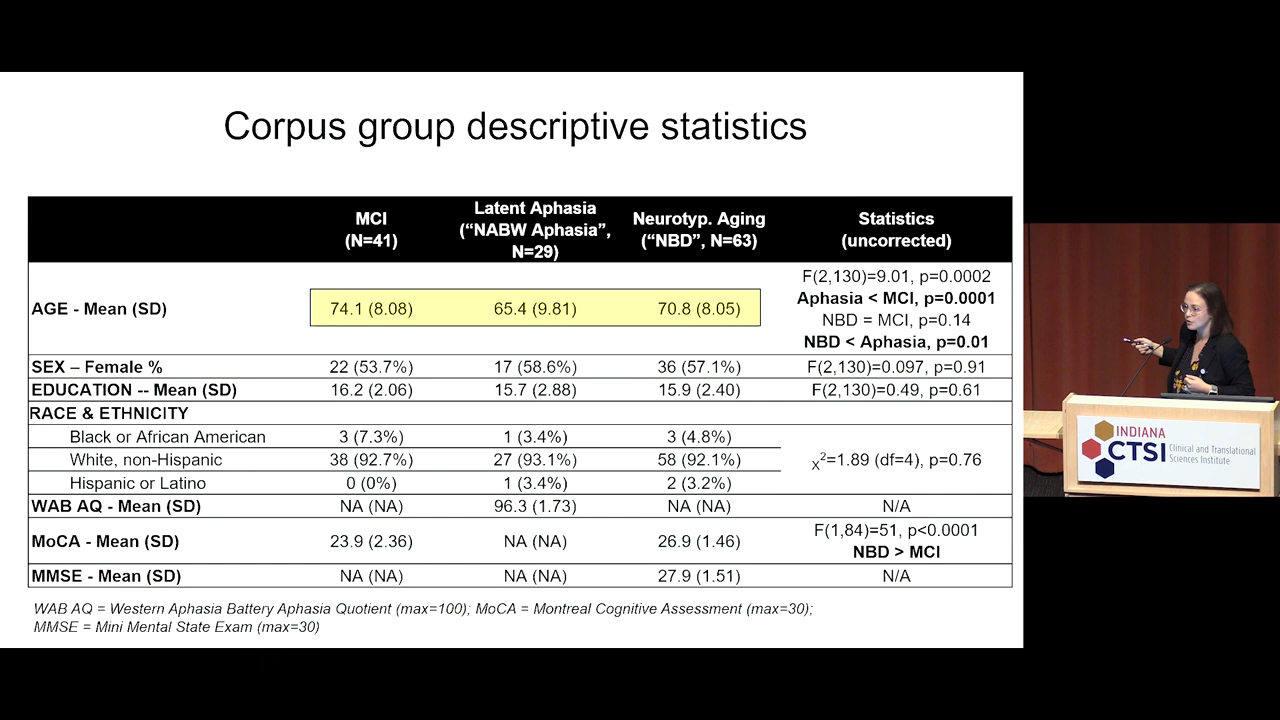 Corpus group descriptive statistics
MCI (N=41)
Latent Aphasia ("NABW Aphasia", N=29)
Neurotyp. Aging ("NBD", N=63)
Statistics (uncorrected)
AGE - Mean (SD) 74.1 (8.08) 65.4 (9.81) 70.8 (8.05)
F(2,130)=9.01, p=0.0002
Aphasia < MCI, p=0.0001
NBD = MCI, p=0.14
NBD < Aphasia, p=0.01
SEX – Female % 22 (53.7%) 17 (58.6%) 36 (57.1%) F(2,130)=0.097, p=0.91
EDUCATION -- Mean (SD) 16.2 (2.06) 15.7 (2.88) 15.9 (2.40) F(2,130)=0.49, p=0.61
RACE & ETHNICITY
Black or African American 3 (7.3%) 1 (3.4%) 3 (4.8%)
White, non-Hispanic 38 (92.7%) 27 (93.1%) 58 (92.1%) χ²=1.89 (df=4), p=0.76
Hispanic or Latino 0 (0%) 1 (3.4%) 2 (3.2%)
WAB AQ - Mean (SD) NA (NA) 96.3 (1.73) NA (NA) N/A
MoCA - Mean (SD) 23.9 (2.36) NA (NA) 26.9 (1.46) F(1,84)=51, p<0.0001
NBD > MCI
MMSE - Mean (SD) NA (NA) NA (NA) 27.9 (1.51) N/A
WAB AQ = Western Aphasia Battery Aphasia Quotient (max=100); MoCA = Montreal Cognitive Assessment (max=30);
MMSE = Mini Mental State Exam (max=30)
INDIANA
CTSI
Clinical and Translational
Sciences Institute